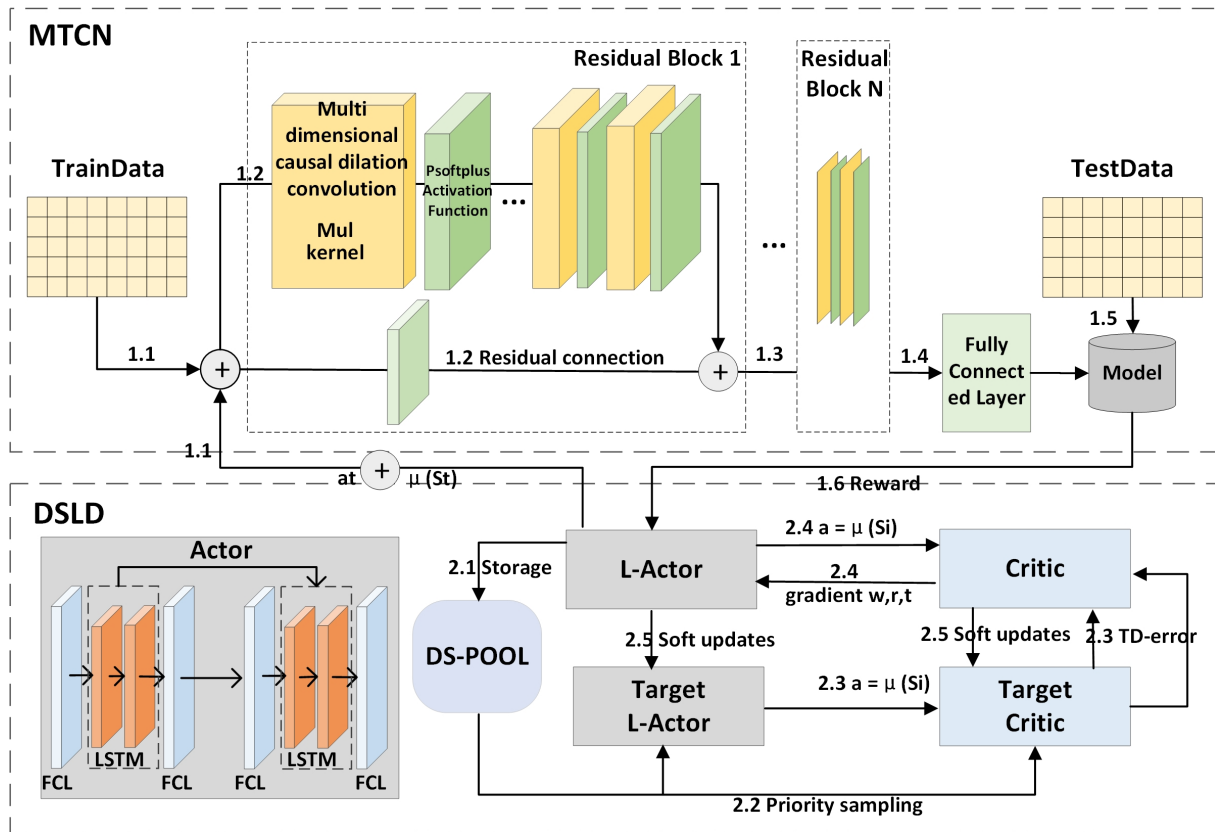 MTCN
Residual Block 1
Residual
Block N
Multi
dimensional
causal dilation
convolution
Mul
kernel
Psoftplus
Activation
Function
...
...
TrainData
TestData
1.2
1.1
+
1.2 Residual connection
+
1.3
1.4
1.5
Fully
Connect
ed Layer
Model
1.1
at
+
μ (St)
1.6 Reward
DSLD
Actor
LSTM
LSTM
FCL
FCL
FCL
FCL
2.1 Storage
DS-POOL
L-Actor
2.4 a = μ (Si)
2.4
gradient w,r,t
Critic
2.5 Soft updates
2.5 Soft updates
2.3 TD-error
Target
L-Actor
2.3 a = μ (Si)
Target
Critic
2.2 Priority sampling